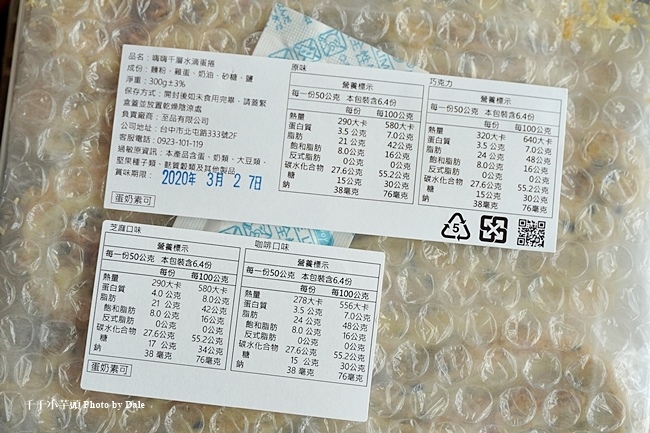 品名：嗨嗨千層水滴蛋捲
成份：麵粉、雞蛋、奶油、砂糖、鹽
淨重：300g±3%
保存方式：開封後如未食用完畢，請蓋緊
盒蓋並放置乾燥陰涼處
負責廠商：至品有限公司
公司地址：台中市北屯路333號2F
客服電話：0923-101-119
過敏原資訊：本產品含蛋、奶類、大豆類、
堅果種子類、麩質穀類及其他製品
賞味期限： 2020年 3月 27日
蛋奶素可
原味
營養標示
每一份50公克 本包裝含6.4份
每份 每100公克
熱量 290大卡 580大卡
蛋白質 3.5 公克 7.0公克
脂肪 21 公克 42公克
飽和脂肪 8.0 公克 16公克
反式脂肪 0公克 0公克
碳水化合物 27.6公克 55.2公克
糖 15公克 30公克
鈉 38毫克 76毫克
巧克力
營養標示
每一份50公克 本包裝含6.4份
每份 每100公克
熱量 320大卡 640大卡
蛋白質 3.5 公克 7.0公克
脂肪 24 公克 48公克
飽和脂肪 8.0 公克 16公克
反式脂肪 0公克 0公克
碳水化合物 27.6公克 55.2公克
糖 15 公克 30公克
鈉 38毫克 76毫克
5
芝麻口味
營養標示
每一份50公克 本包裝含6.4份
每份 每100公克
熱量 290大卡 580大卡
蛋白質 4.0 公克 8.0公克
脂肪 21 公克 42公克
飽和脂肪 8.0 公克 16公克
反式脂肪 0公克 0公克
碳水化合物 27.6公克 55.2公克
糖 17 公克 34公克
鈉 38 毫克 76毫克
蛋奶素可
咖啡口味
營養標示
每一份50公克 本包裝含6.4份
每份 每100公克
熱量 278大卡 556大卡
蛋白質 3.5 公克 7.0公克
脂肪 24 公克 48公克
飽和脂肪 8.0 公克 16公克
反式脂肪 0公克 0公克
碳水化合物 27.6公克 55.2公克
糖 15 公克 30公克
鈉 38 毫克 76毫克
千千小芋頭 Photo by Dale